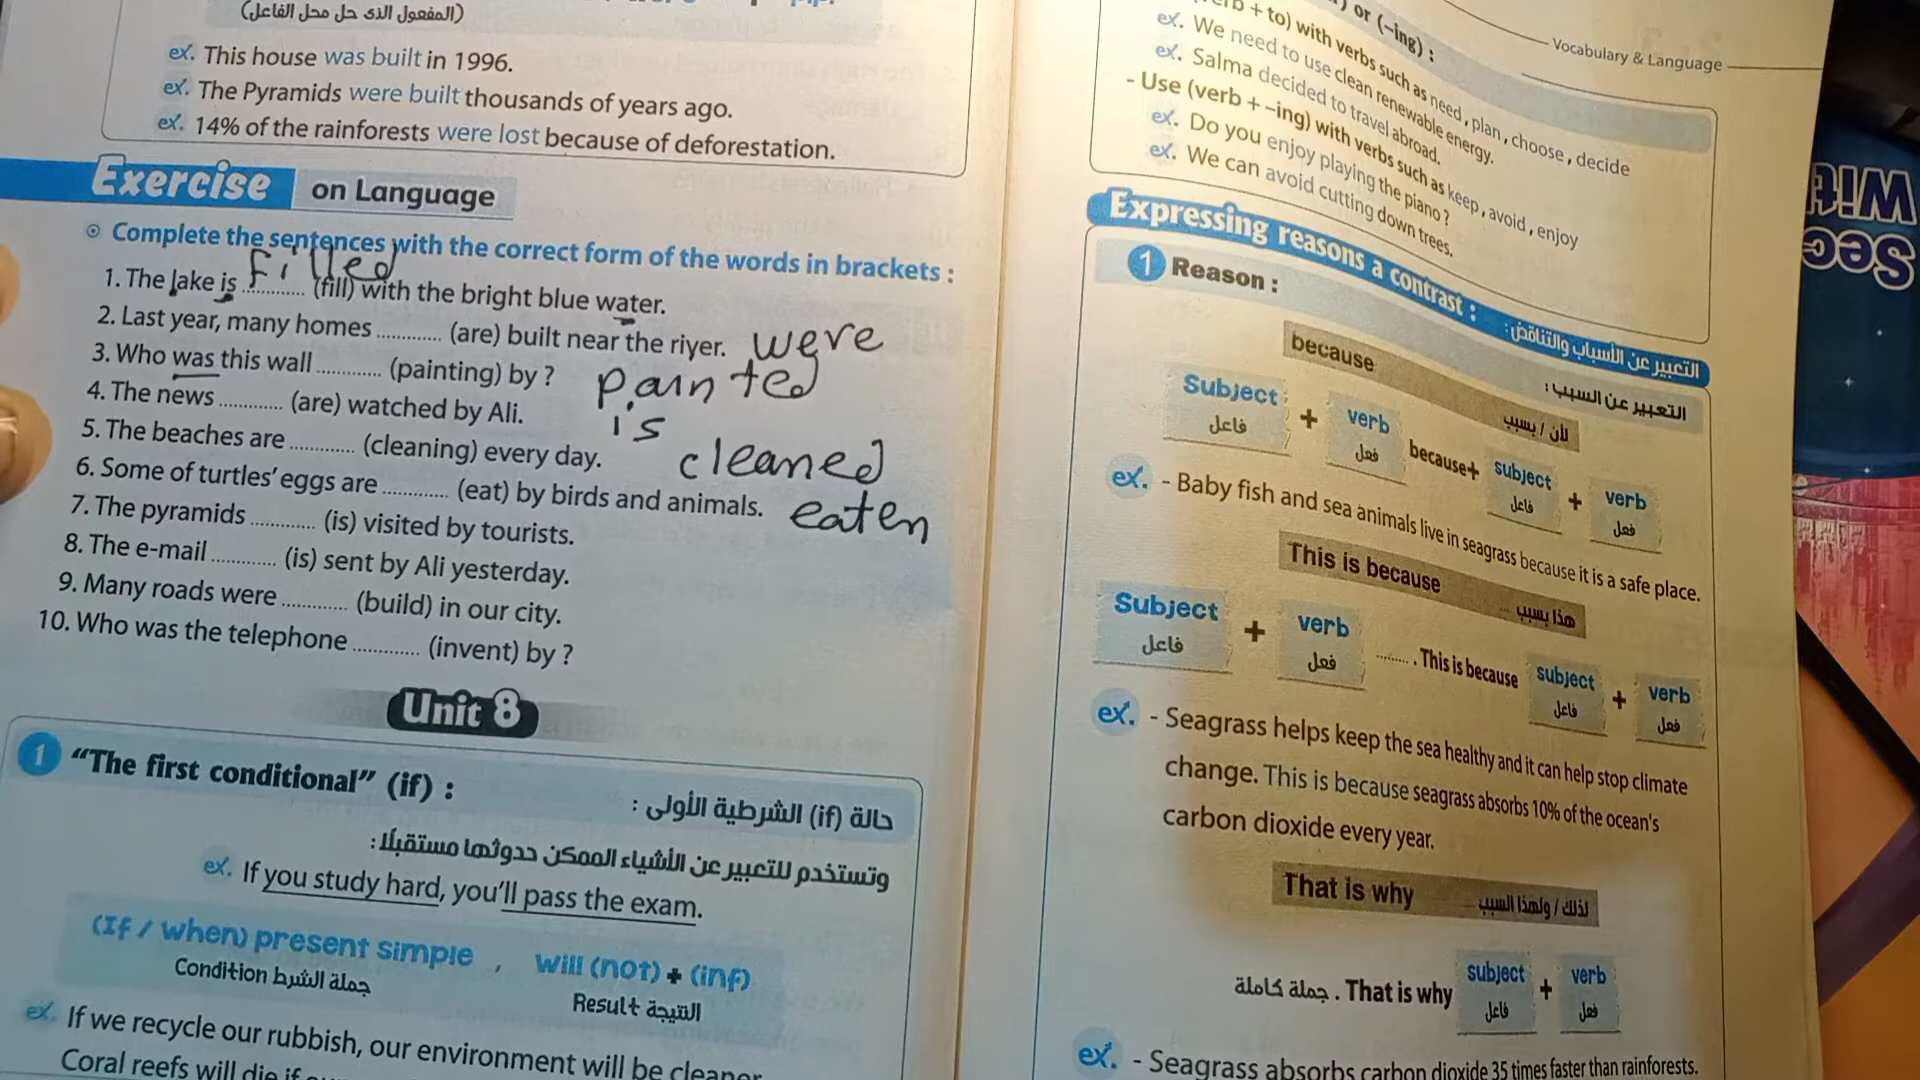 (المفعول الذى حل محل الفاعل)
ex. This house was built in 1996.
ex. The Pyramids were built thousands of years ago.
ex. 14% of the rainforests were lost because of deforestation.
Exercise on Language
Complete the sentences with the correct form of the words in brackets :
filled
1. The lake is ............ (fill) with the bright blue water.
2. Last year, many homes ............ (are) built near the river. were
3. Who was this wall ............ (painting) by ? painted
4. The news ............ (are) watched by Ali. is
5. The beaches are ............ (cleaning) every day. cleaned
6. Some of turtles' eggs are ............ (eat) by birds and animals. eaten
7. The pyramids ............ (is) visited by tourists.
8. The e-mail ............ (is) sent by Ali yesterday.
9. Many roads were ............ (build) in our city.
10. Who was the telephone ............ (invent) by ?
Unit 8
1 "The first conditional" (if) :
حالة (if) الشرطية الأولى :
وتستخدم للتعبير عن الأشياء الممكن حدوثها مستقبلًا :
ex. If you study hard, you'll pass the exam.
(If / when) present simple , will (not) + (inf)
Condition جملة الشرط
Result النتيجة
ex. If we recycle our rubbish, our environment will be cleaner
Coral reefs will die if
Vocabulary & Language
or (-ing) :
+ to) with verbs such as need, plan, choose, decide
ex. We need to use clean renewable energy.
ex. Salma decided to travel abroad.
- Use (verb + -ing) with verbs such as keep, avoid, enjoy
ex. Do you enjoy playing the piano?
ex. We can avoid cutting down trees.
Expressing reasons a contrast :
التعبير عن الأسباب والتناقض :
1 Reason :
التعبير عن السبب :
because لأن / بسبب
Subject + verb because+ subject + verb
فاعل فعل فاعل فعل
ex. - Baby fish and sea animals live in seagrass because it is a safe place.
This is because هذا بسبب ...
Subject + verb ........ . This is because subject + verb
فاعل فعل فاعل فعل
ex. - Seagrass helps keep the sea healthy and it can help stop climate
change. This is because seagrass absorbs 10% of the ocean's
carbon dioxide every year.
That is why لذلك / ولهذا السبب ...
جملة كاملة . That is why subject + verb
فاعل فعل
ex. - Seagrass absorbs carbon dioxide 35 times faster than rainforests.